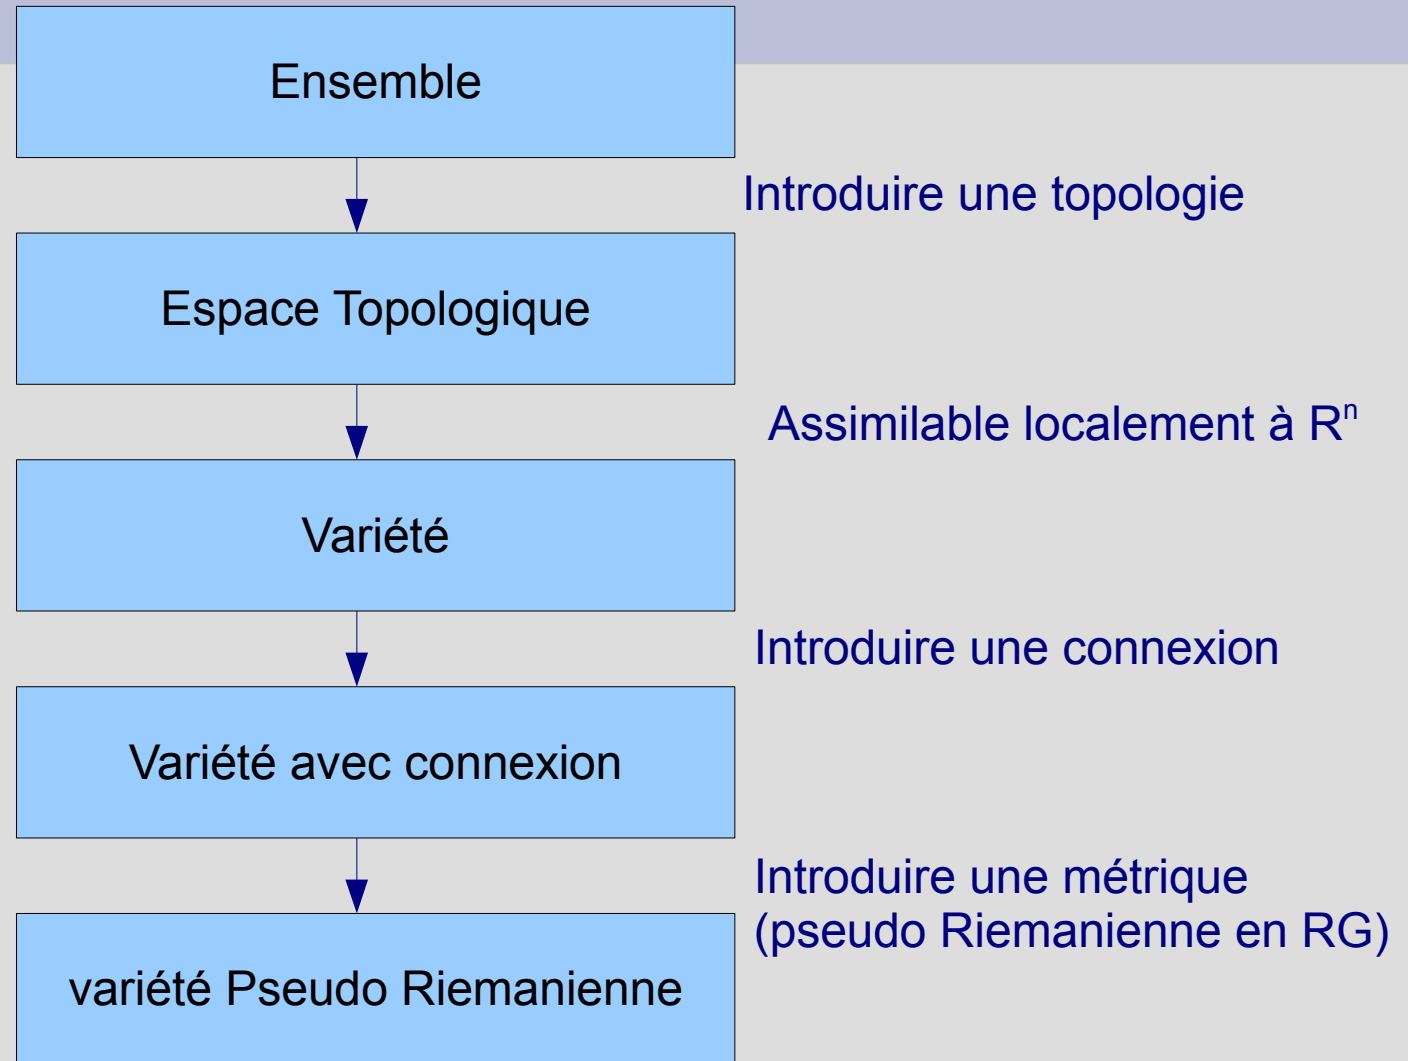 Ensemble
Introduire une topologie
Espace Topologique
Assimilable localement à Rⁿ
Variété
Introduire une connexion
Variété avec connexion
Introduire une métrique
(pseudo Riemanienne en RG)
variété Pseudo Riemanienne